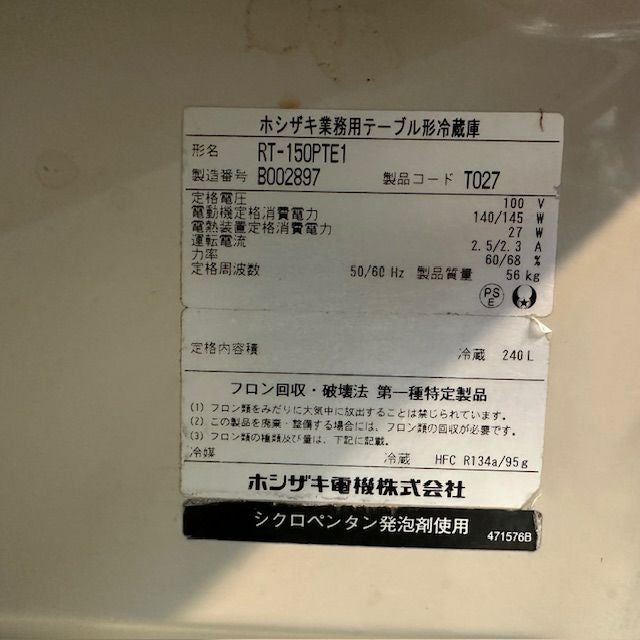 ホシザキ業務用テーブル形冷蔵庫
形名 RT-150PTE1
製造番号 B002897 製品コード T027
定格電圧 100 V
電動機定格消費電力 140/145 W
電熱装置定格消費電力 27 W
運転電流 2.5/2.3 A
力率 60/68 %
定格周波数 50/60 Hz 製品質量 56 kg
PSE
定格内容積 冷蔵 240L
フロン回収・破壊法 第一種特定製品
(1) フロン類をみだりに大気中に放出することは禁じられています。
(2) この製品を廃棄・整備する場合には、フロン類の回収が必要です。
(3) フロン類の種類及び量は、下記に記載。
冷媒 冷蔵 HFC R134a/95g
ホシザキ電機株式会社
シクロペンタン発泡剤使用 471576B